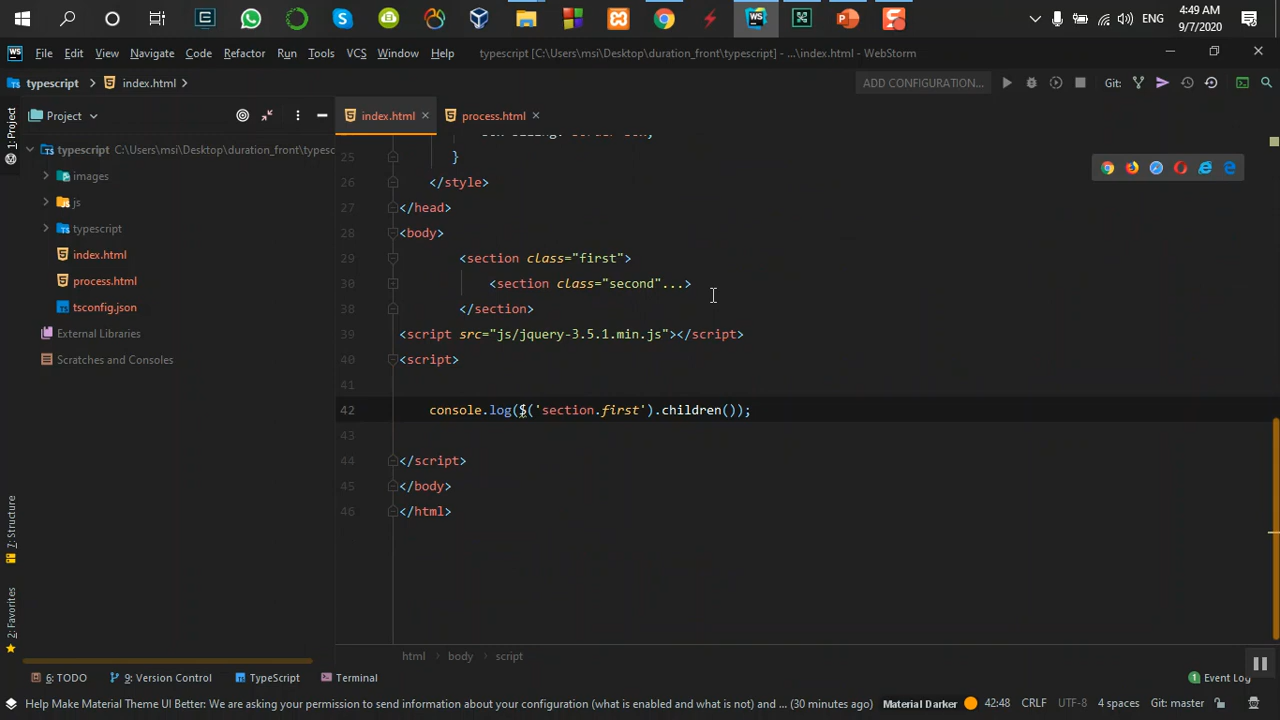 ENG
4:49 AM
9/7/2020
WS
File Edit View Navigate Code Refactor Run Tools VCS Window Help
typescript [C:\Users\msi\Desktop\duration_front\typescript] - ...\index.html - WebStorm
typescript
index.html
ADD CONFIGURATION...
Git:
1: Project
Project
index.html
process.html
typescript C:\Users\msi\Desktop\duration_front\typesc
images
js
typescript
index.html
process.html
tsconfig.json
External Libraries
Scratches and Consoles
25 }
26 </style>
27 </head>
28 <body>
29 <section class="first">
30 <section class="second"...>
38 </section>
39 <script src="js/jquery-3.5.1.min.js"></script>
40 <script>
41
42 console.log($('section.first').children());
43
44 </script>
45 </body>
46 </html>
7: Structure
2: Favorites
html body script
6: TODO
9: Version Control
TypeScript
Terminal
1 Event Log
Help Make Material Theme UI Better: We are asking your permission to send information about your configuration (what is enabled and what is not) and ... (30 minutes ago)
Material Darker
42:48 CRLF UTF-8 4 spaces Git: master